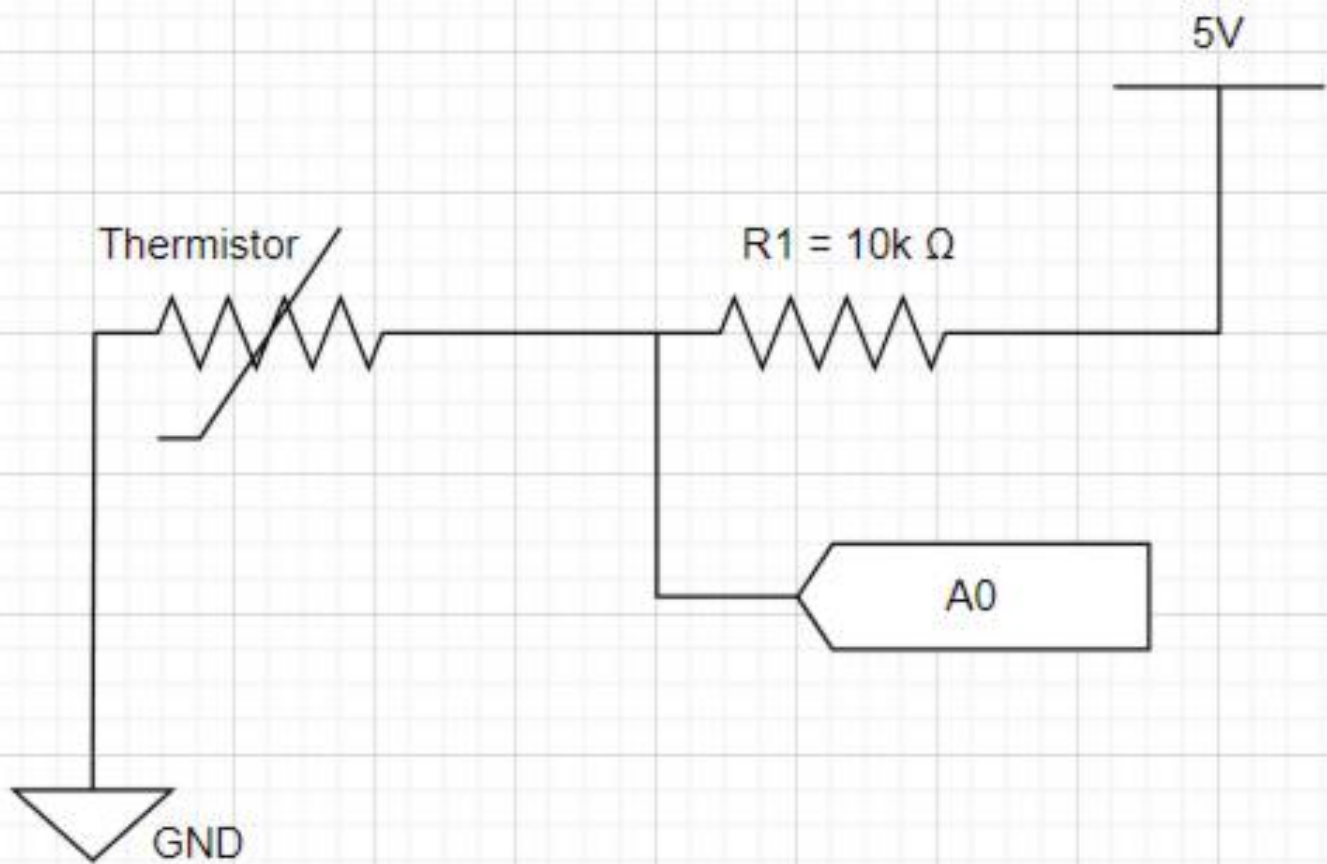 5V
Thermistor
R1 = 10k Ω
A0
GND